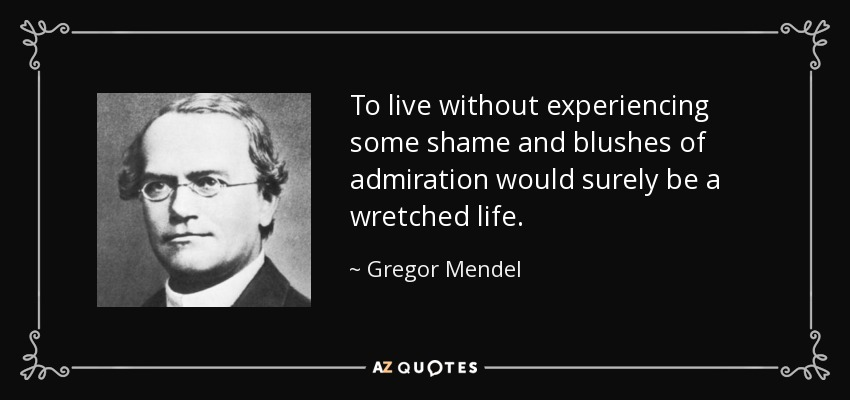 To live without experiencing
some shame and blushes of
admiration would surely be a
wretched life.
~ Gregor Mendel
AZ QUOTES